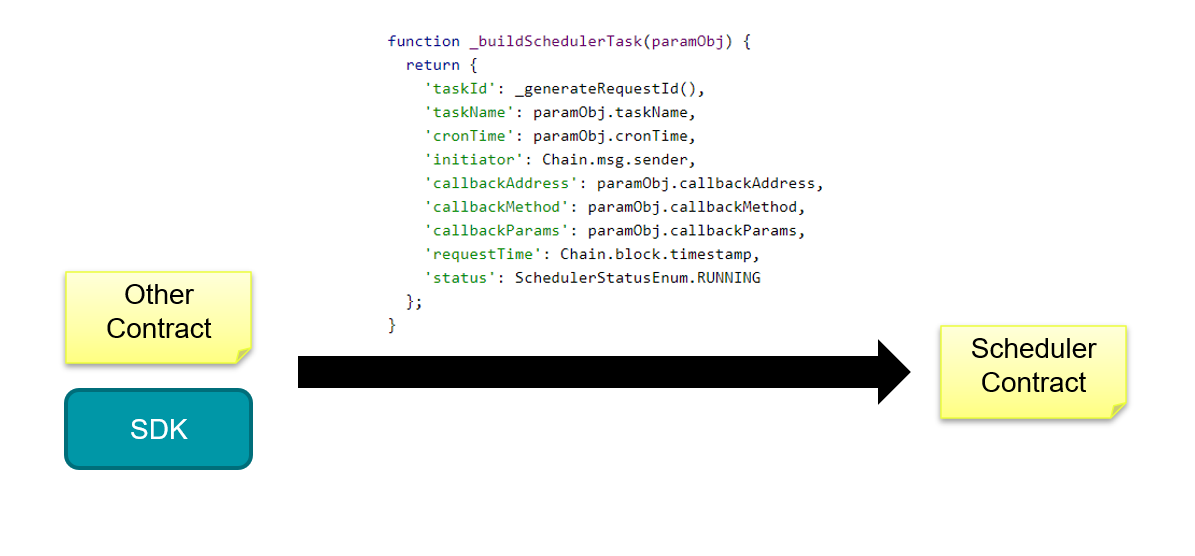 function _buildSchedulerTask(paramObj) {
  return {
    'taskId': _generateRequestId(),
    'taskName': paramObj.taskName,
    'cronTime': paramObj.cronTime,
    'initiator': Chain.msg.sender,
    'callbackAddress': paramObj.callbackAddress,
    'callbackMethod': paramObj.callbackMethod,
    'callbackParams': paramObj.callbackParams,
    'requestTime': Chain.block.timestamp,
    'status': SchedulerStatusEnum.RUNNING
  };
}
Other
Contract
SDK
Scheduler
Contract